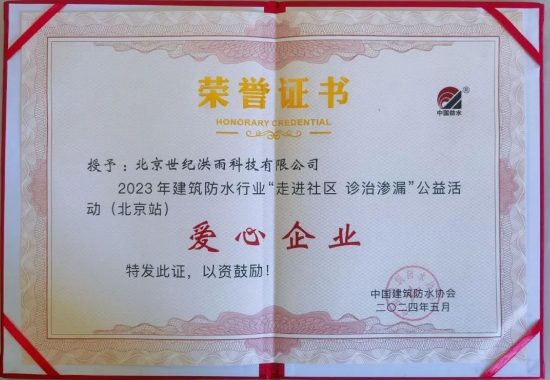 荣誉证书
HONORARY CREDENTIAL
中国防水
®
授予：北京世纪洪雨科技有限公司
2023年建筑防水行业“走进社区 诊治渗漏”公益活
动（北京站）
爱心企业
特发此证，以资鼓励！
中国建筑防水协会
二〇二四年五月